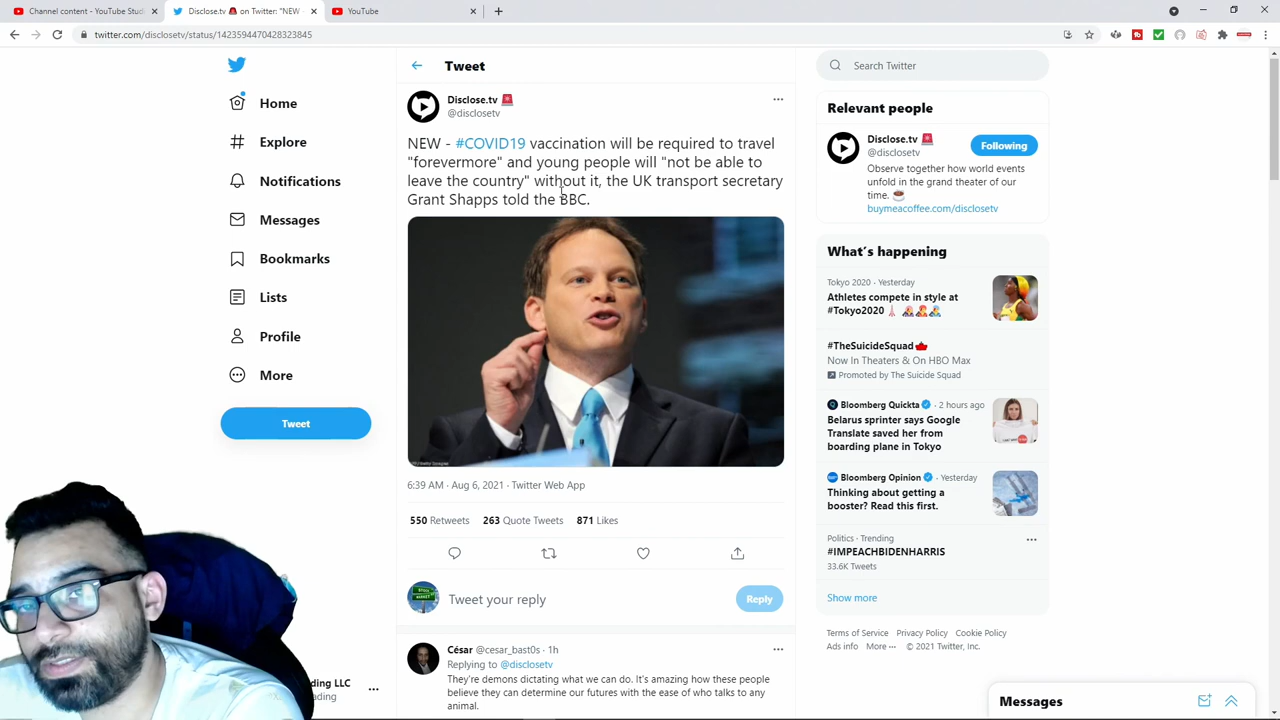 Channel content - YouTube Stud
Disclose.tv 🚨 on Twitter: "NEW -
YouTube
twitter.com/disclosetv/status/1423594470428323845
Home
Explore
Notifications
Messages
Bookmarks
Lists
Profile
More
Tweet
ding LLC
ading
Tweet
Disclose.tv 🚨
@disclosetv
NEW - #COVID19 vaccination will be required to travel
"forevermore" and young people will "not be able to
leave the country" without it, the UK transport secretary
Grant Shapps told the BBC.
6:39 AM · Aug 6, 2021 · Twitter Web App
550 Retweets 263 Quote Tweets 871 Likes
Tweet your reply
Reply
César @cesar_bast0s · 1h
Replying to @disclosetv
They're demons dictating what we can do. It's amazing how these people
believe they can determine our futures with the ease of who talks to any
animal.
Search Twitter
Relevant people
Disclose.tv 🚨
@disclosetv
Following
Observe together how world events
unfold in the grand theater of our
time. ☕
buymeacoffee.com/disclosetv
What's happening
Tokyo 2020 · Yesterday
Athletes compete in style at
#Tokyo2020
#TheSuicideSquad
Now In Theaters & On HBO Max
Promoted by The Suicide Squad
Bloomberg Quickta · 2 hours ago
Belarus sprinter says Google
Translate saved her from
boarding plane in Tokyo
Bloomberg Opinion · Yesterday
Thinking about getting a
booster? Read this first.
Politics · Trending
#IMPEACHBIDENHARRIS
33.6K Tweets
Show more
Terms of Service Privacy Policy Cookie Policy
Ads info More ··· © 2021 Twitter, Inc.
Messages